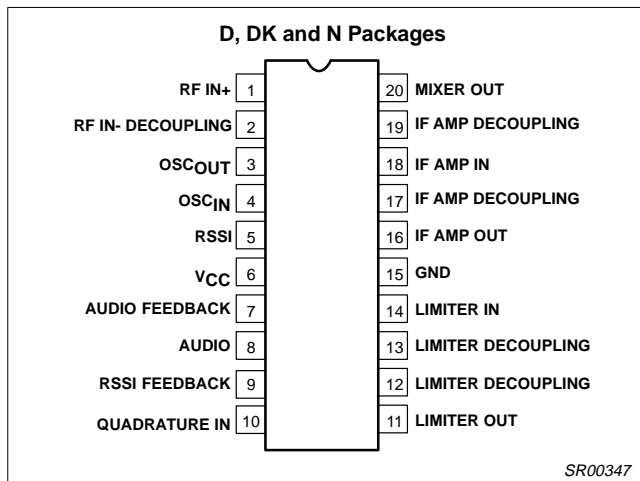 D, DK and N Packages
RF IN+ 1 20 MIXER OUT
RF IN- DECOUPLING 2 19 IF AMP DECOUPLING
OSCOUT 3 18 IF AMP IN
OSCIN 4 17 IF AMP DECOUPLING
RSSI 5 16 IF AMP OUT
VCC 6 15 GND
AUDIO FEEDBACK 7 14 LIMITER IN
AUDIO 8 13 LIMITER DECOUPLING
RSSI FEEDBACK 9 12 LIMITER DECOUPLING
QUADRATURE IN 10 11 LIMITER OUT
SR00347